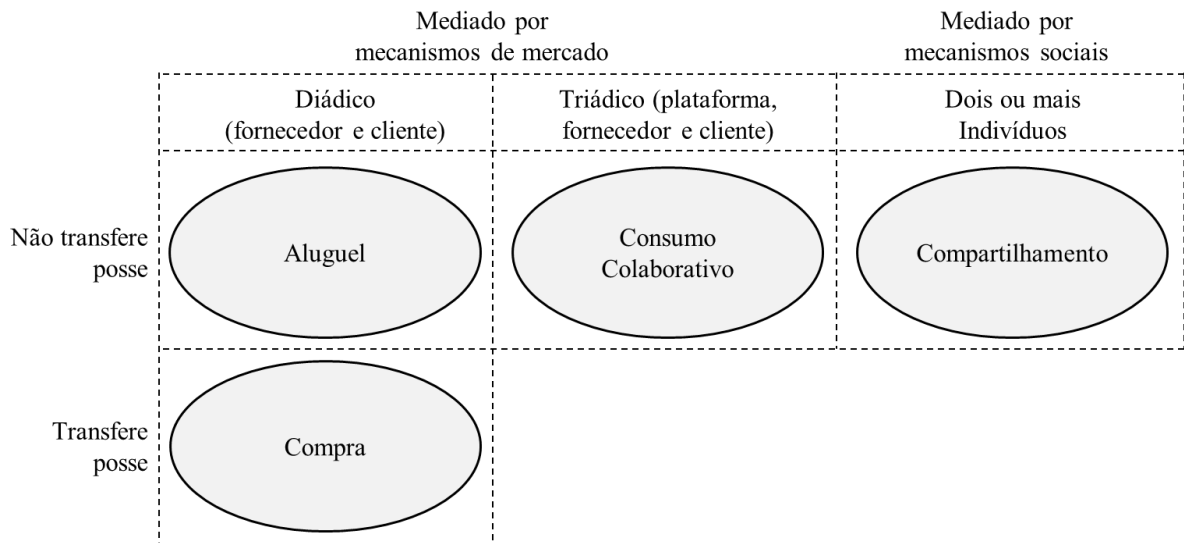 Mediado por
mecanismos de mercado
Mediado por
mecanismos sociais
Diádico
(fornecedor e cliente)
Triádico (plataforma,
fornecedor e cliente)
Dois ou mais
Indivíduos
Não transfere
posse
Aluguel
Consumo
Colaborativo
Compartilhamento
Transfere
posse
Compra